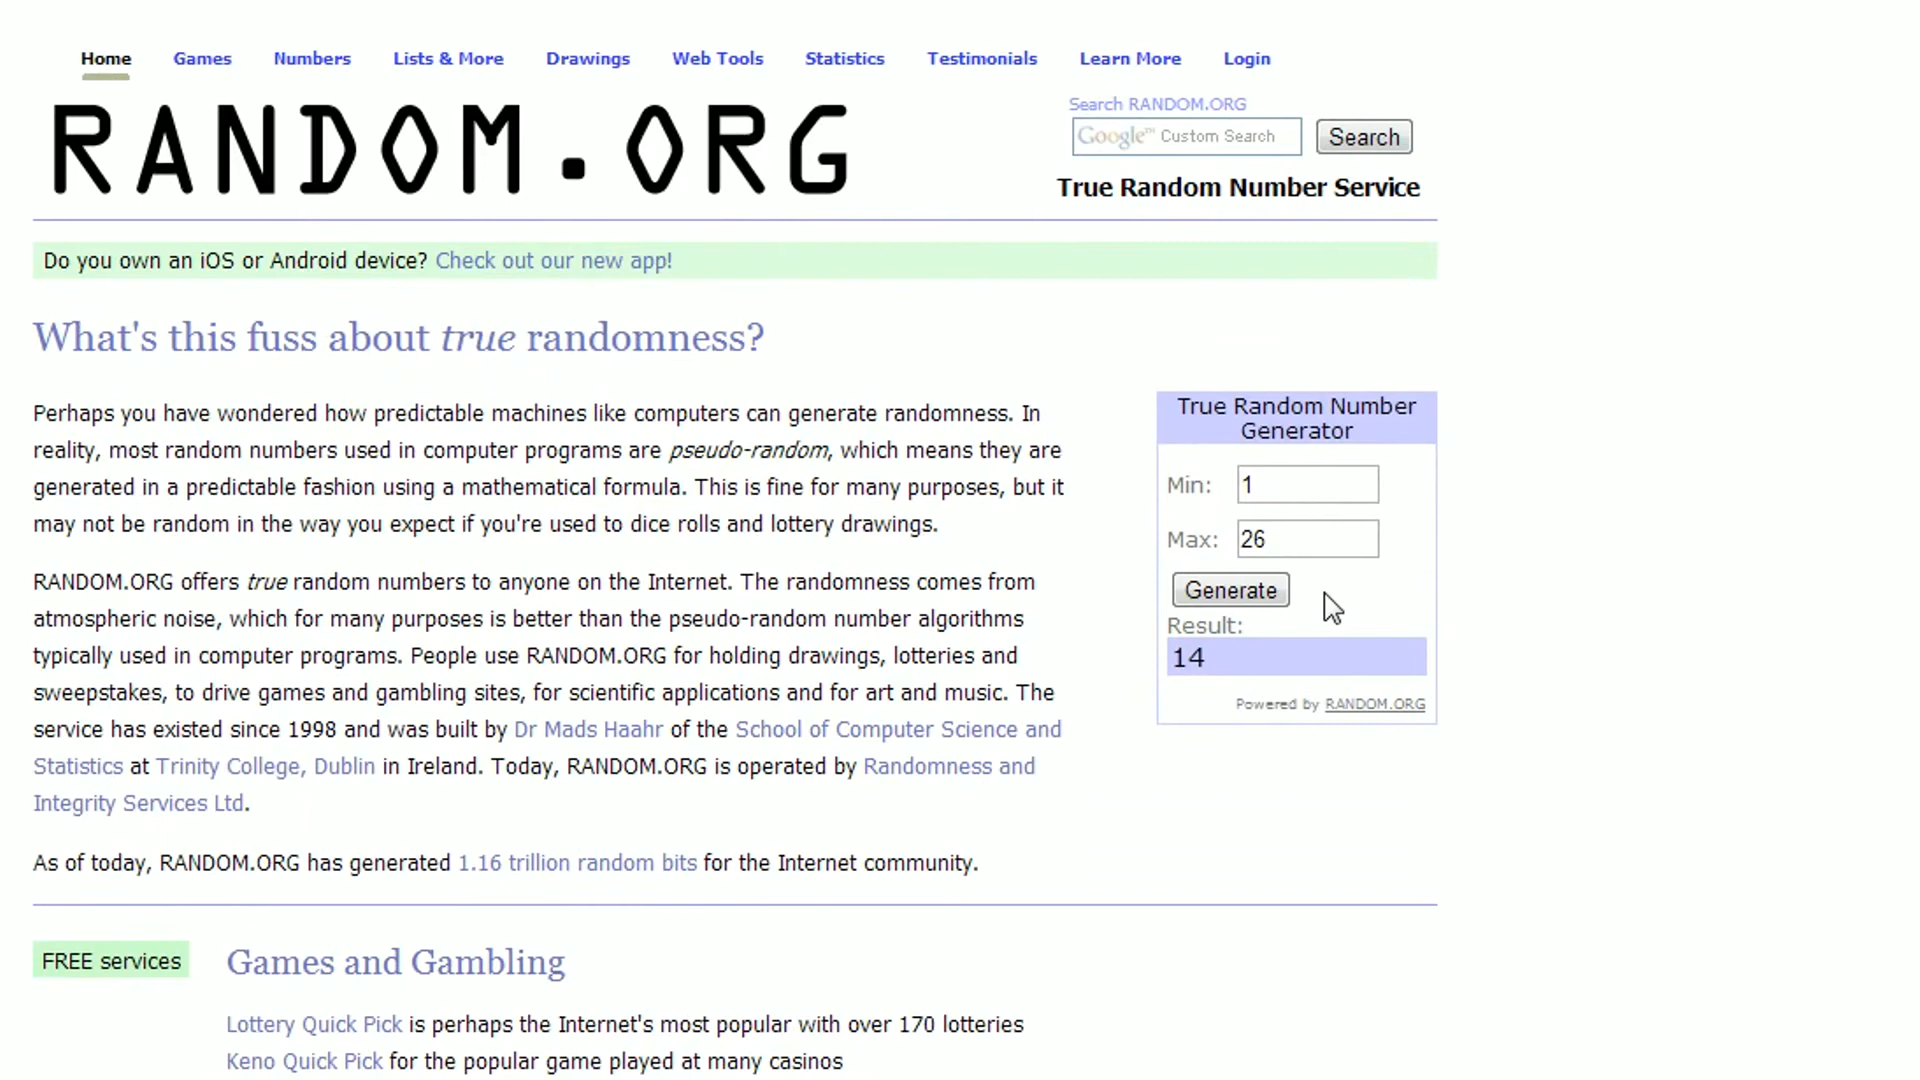 Home Games Numbers Lists & More Drawings Web Tools Statistics Testimonials Learn More Login
RANDOM.ORG
Search RANDOM.ORG
Google™ Custom Search Search
True Random Number Service
Do you own an iOS or Android device? Check out our new app!
What's this fuss about true randomness?
Perhaps you have wondered how predictable machines like computers can generate randomness. In
reality, most random numbers used in computer programs are pseudo-random, which means they are
generated in a predictable fashion using a mathematical formula. This is fine for many purposes, but it
may not be random in the way you expect if you're used to dice rolls and lottery drawings.
RANDOM.ORG offers true random numbers to anyone on the Internet. The randomness comes from
atmospheric noise, which for many purposes is better than the pseudo-random number algorithms
typically used in computer programs. People use RANDOM.ORG for holding drawings, lotteries and
sweepstakes, to drive games and gambling sites, for scientific applications and for art and music. The
service has existed since 1998 and was built by Dr Mads Haahr of the School of Computer Science and
Statistics at Trinity College, Dublin in Ireland. Today, RANDOM.ORG is operated by Randomness and
Integrity Services Ltd.
As of today, RANDOM.ORG has generated 1.16 trillion random bits for the Internet community.
True Random Number
Generator
Min: 1
Max: 26
Generate
Result:
14
Powered by RANDOM.ORG
FREE services
Games and Gambling
Lottery Quick Pick is perhaps the Internet's most popular with over 170 lotteries
Keno Quick Pick for the popular game played at many casinos